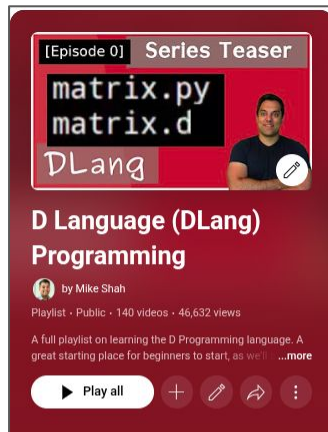 [Episode 0] Series Teaser
matrix.py
matrix.d
DLang
D Language (DLang)
Programming
by Mike Shah
Playlist • Public • 140 videos • 46,632 views
A full playlist on learning the D Programming language. A
great starting place for beginners to start, as we'll ...more
Play all